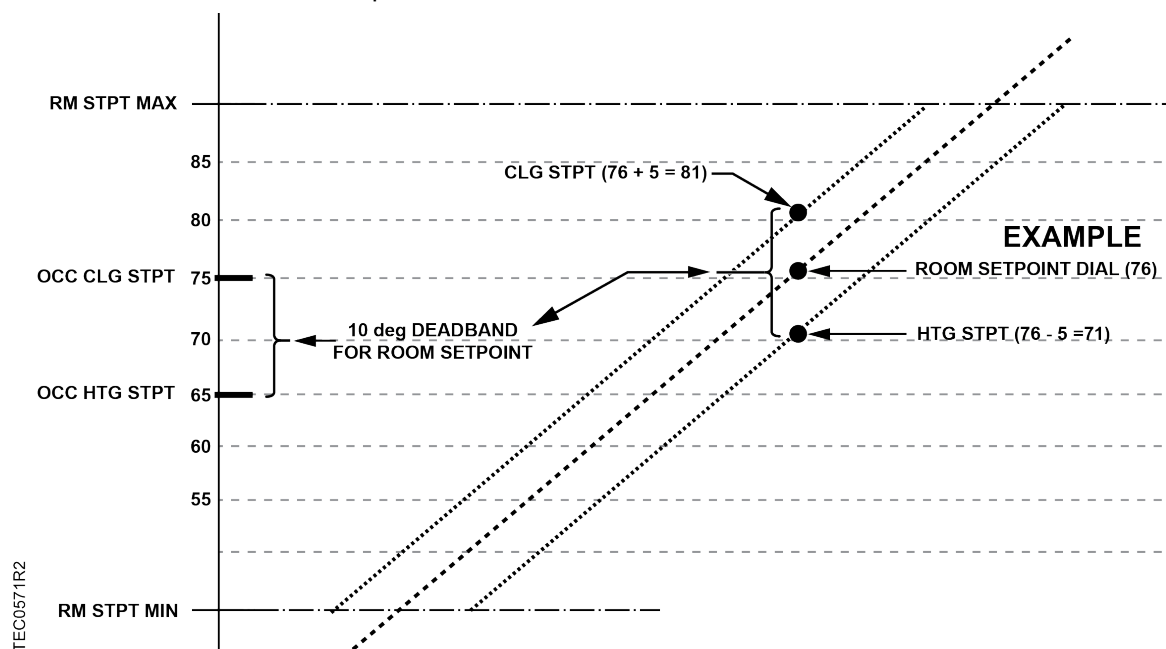 RM STPT MAX
85
CLG STPT (76 + 5 = 81)
80
EXAMPLE
OCC CLG STPT
75
ROOM SETPOINT DIAL (76)
70
10 deg DEADBAND
FOR ROOM SETPOINT
HTG STPT (76 - 5 =71)
OCC HTG STPT
65
60
55
RM STPT MIN
TEC0571R2